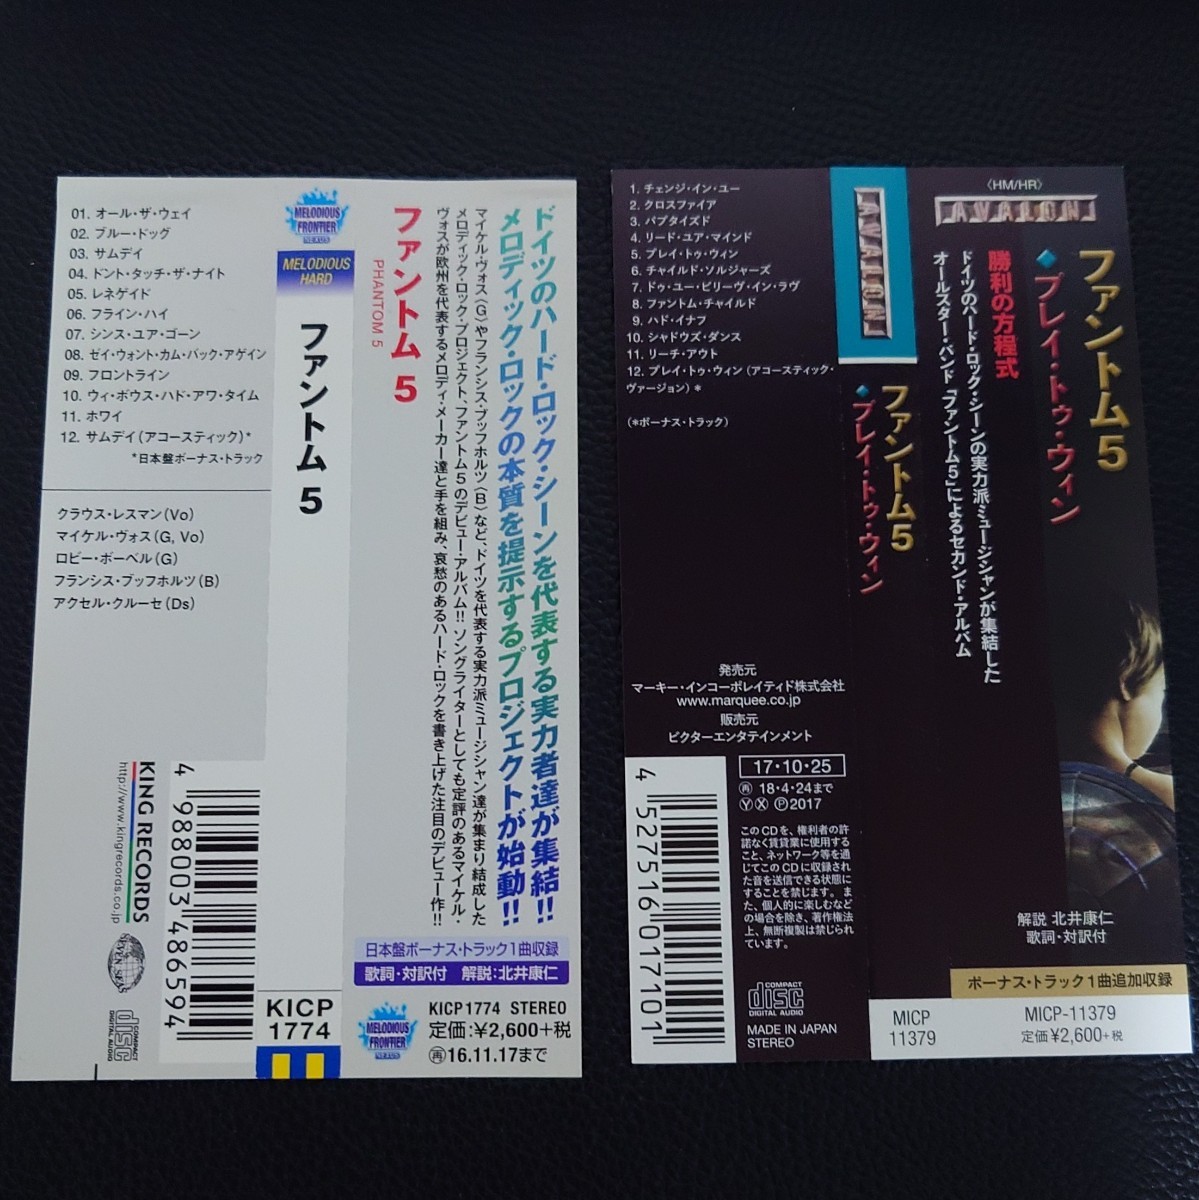 01. オール・ザ・ウェイ
02. ブルー・ドッグ
03. サムデイ
04. ドント・タッチ・ザ・ナイト
05. レネゲイド
06. フライン・ハイ
07. シンス・ユア・ゴーン
08. ゼイ・ウォント・カム・バック・アゲイン
09. フロントライン
10. ウィ・ボウス・ハド・アワ・タイム
11. ホワイ
12. サムデイ(アコースティック)*
*日本盤ボーナス・トラック
クラウス・レスマン(Vo)
マイケル・ヴォス(G, Vo)
ロビー・ボーベル(G)
フランシス・ブッフホルツ(B)
アクセル・クルーセ(Ds)
KING RECORDS
http://www.kingrecords.co.jp
SEVEN SEAS
COMPACT
disc
DIGITAL AUDIO
4 988003 486594
MELODIOUS
FRONTIER
NEXUS
MELODIOUS
HARD
ファントム 5
KICP
1774
ドイツのハード・ロック・シーンを代表する実力者達が集結!!
メロディック・ロックの本質を提示するプロジェクトが始動!!
マイケル・ヴォス(G)やフランシス・ブッフホルツ(B)など、ドイツを代表する実力派ミュージシャン達が集まり結成した
メロディック・ロック・プロジェクト、ファントム5のデビュー・アルバム!! ソングライターとしても定評のあるマイケル・
ヴォスが欧州を代表するメロディ・メーカー達と手を組み、哀愁のあるハード・ロックを書き上げた注目のデビュー作!!
ファントム 5
PHANTOM 5
日本盤ボーナス・トラック1曲収録
歌詞・対訳付 解説:北井康仁
MELODIOUS
FRONTIER
NEXUS
KICP1774 STEREO
定価:¥2,600+税
再16.11.17まで
1. チェンジ・イン・ユー
2. クロスファイア
3. バプタイズド
4. リード・ユア・マインド
5. プレイ・トゥ・ウィン
6. チャイルド・ソルジャーズ
7. ドゥ・ユー・ビリーヴ・イン・ラヴ
8. ファントム・チャイルド
9. ハド・イナフ
10. シャドウズ・ダンス
11. リーチ・アウト
12. プレイ・トゥ・ウィン(アコースティック・
ヴァージョン)*
(*ボーナス・トラック)
発売元
マーキー・インコーポレイティド株式会社
www.marquee.co.jp
販売元
ビクターエンタテインメント
4 527516 017101
17・10・25
再 18・4・24まで
Ⓨ Ⓧ Ⓟ2017
このCDを、権利者の許
諾なく賃貸業に使用する
こと、ネットワーク等を通
じてこのCDに収録され
た音を送信できる状態に
することを禁じます。ま
た、個人的に楽しむなど
の場合を除き、著作権法
上、無断複製は禁じられ
ています。
COMPACT
disc
DIGITAL AUDIO
MADE IN JAPAN
STEREO
AVALON
ファントム5
◆プレイ・トゥ・ウィン
MICP
11379
〈HM/HR〉
AVALON
ファントム5
◆プレイ・トゥ・ウィン
勝利の方程式
ドイツのハード・ロック・シーンの実力派ミュージシャンが集結した
オールスター・バンド「ファントム5」によるセカンド・アルバム
解説 北井康仁
歌詞・対訳付
ボーナス・トラック1曲追加収録
MICP-11379
定価¥2,600+税